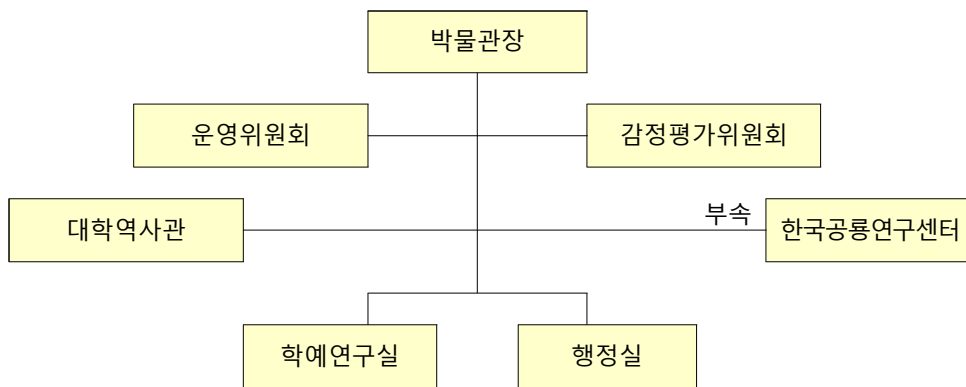 박물관장
운영위원회
감정평가위원회
대학역사관
부속
한국공룡연구센터
학예연구실
행정실